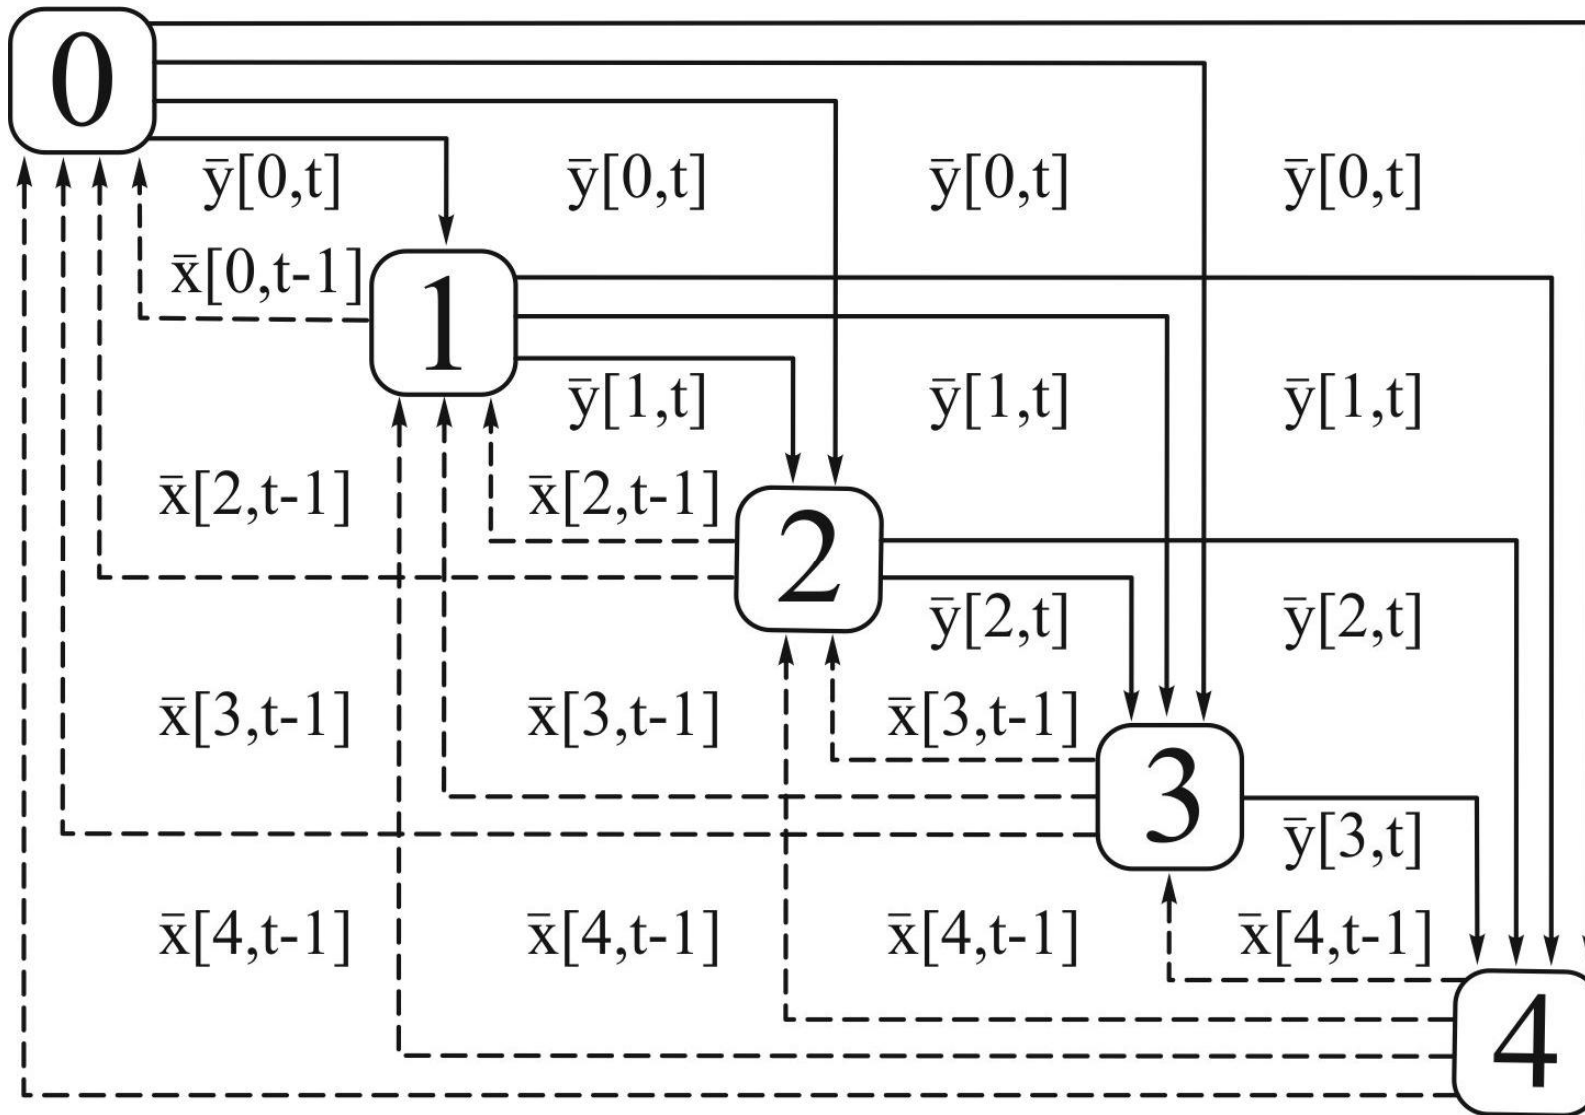 0
ȳ[0,t] ȳ[0,t] ȳ[0,t] ȳ[0,t]
x̄[0,t-1]
1
ȳ[1,t] ȳ[1,t] ȳ[1,t]
x̄[2,t-1] x̄[2,t-1]
2
ȳ[2,t] ȳ[2,t]
x̄[3,t-1] x̄[3,t-1] x̄[3,t-1]
3
ȳ[3,t]
x̄[4,t-1] x̄[4,t-1] x̄[4,t-1] x̄[4,t-1]
4